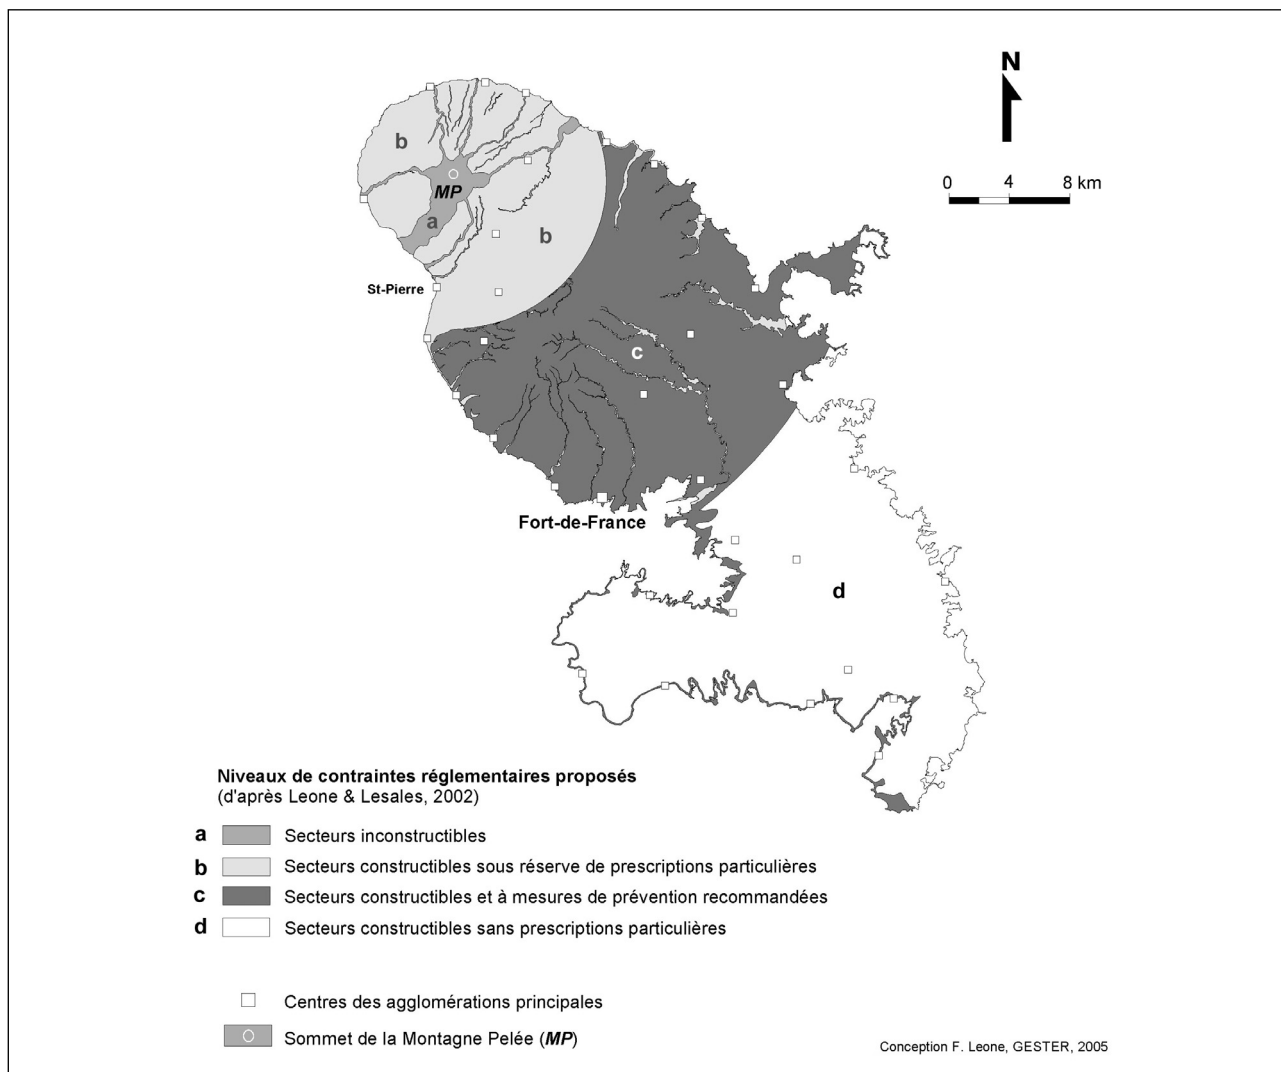 N
0 4 8 km
b
MP
a
b
St-Pierre
c
Fort-de-France
d
Niveaux de contraintes réglementaires proposés
(d'après Leone & Lesales, 2002)
a Secteurs inconstructibles
b Secteurs constructibles sous réserve de prescriptions particulières
c Secteurs constructibles et à mesures de prévention recommandées
d Secteurs constructibles sans prescriptions particulières
Centres des agglomérations principales
Sommet de la Montagne Pelée (MP)
Conception F. Leone, GESTER, 2005